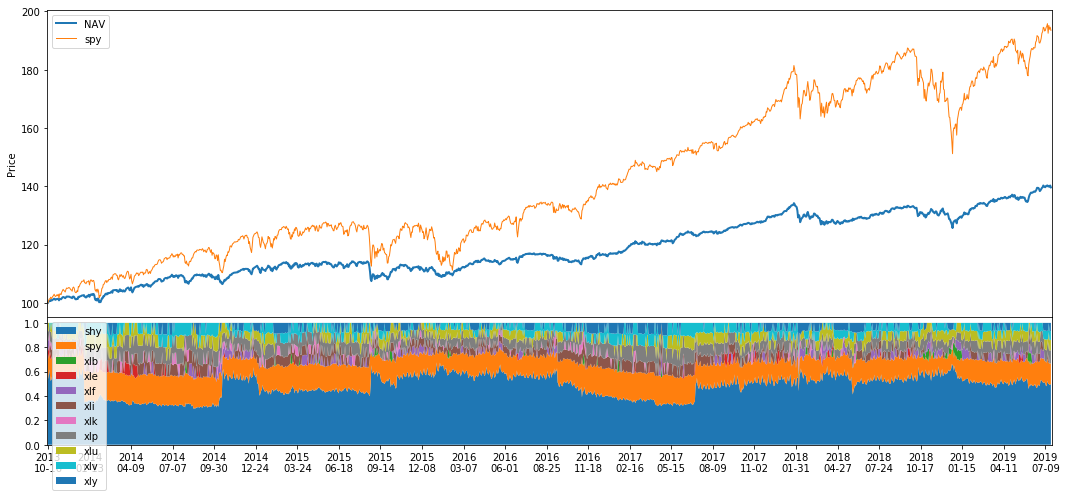 200
180
160
140
120
100
Price
NAV
spy
1.0
0.8
0.6
0.4
0.2
0.0
shy
spy
xlb
xle
xlf
xli
xlk
xlp
xlu
xlv
xly
2014 2014 2014 2014 2015 2015 2015 2015 2016 2016 2016 2016 2017 2017 2017 2017 2018 2018 2018 2018 2019 2019 2019
04-09 07-07 09-30 12-24 03-24 06-18 09-14 12-08 03-07 06-01 08-25 11-18 02-16 05-15 08-09 11-02 01-31 04-27 07-24 10-17 01-15 04-11 07-09